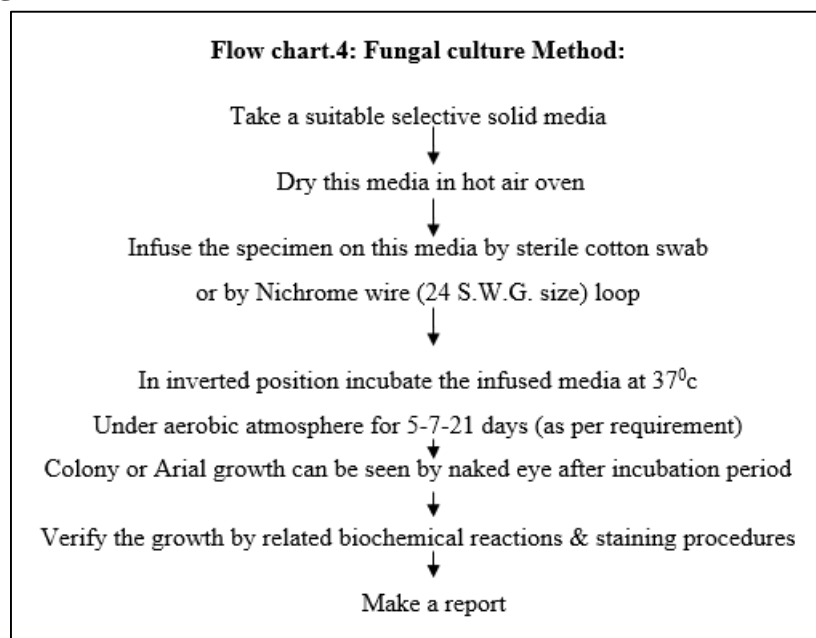 Flow chart.4: Fungal culture Method:
Take a suitable selective solid media
Dry this media in hot air oven
Infuse the specimen on this media by sterile cotton swab
or by Nichrome wire (24 S.W.G. size) loop
In inverted position incubate the infused media at 37⁰c
Under aerobic atmosphere for 5-7-21 days (as per requirement)
Colony or Arial growth can be seen by naked eye after incubation period
Verify the growth by related biochemical reactions & staining procedures
Make a report